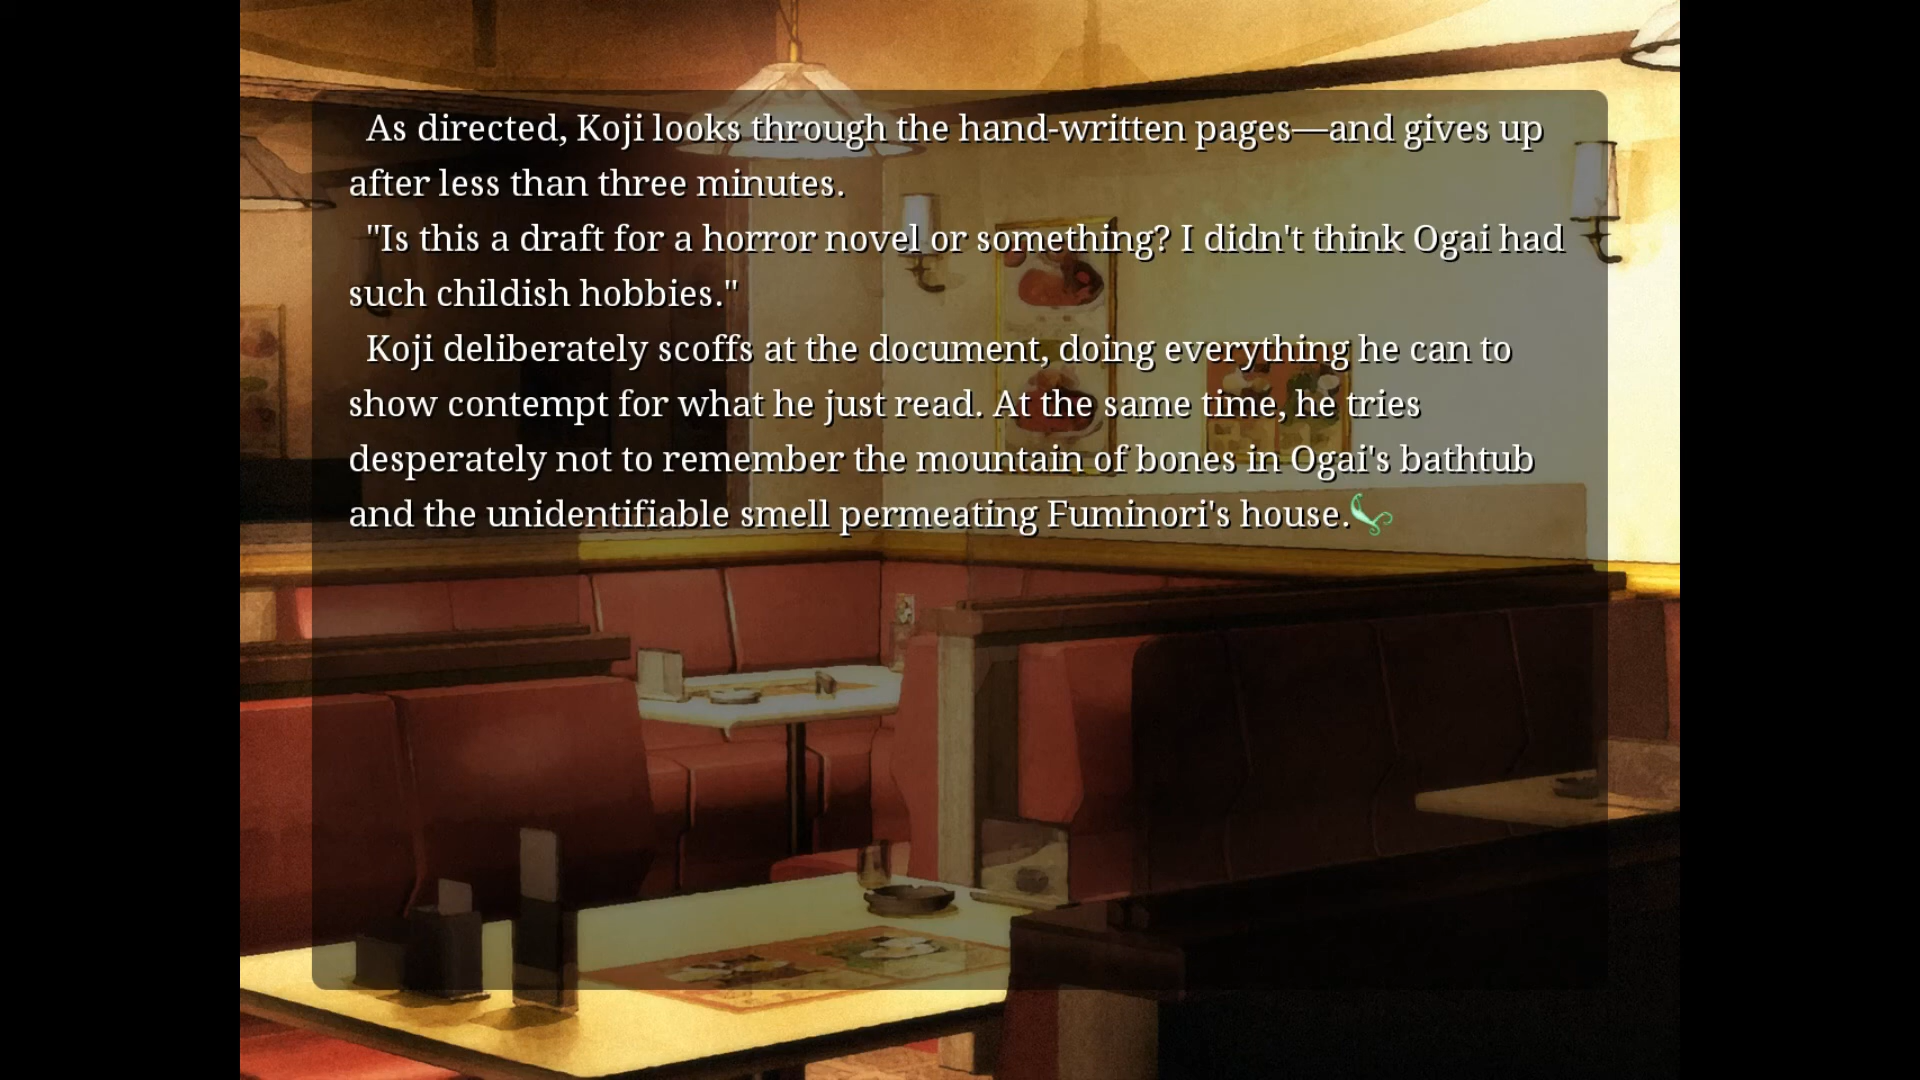 As directed, Koji looks through the hand-written pages—and gives up
after less than three minutes.
"Is this a draft for a horror novel or something? I didn't think Ogai had
such childish hobbies."
Koji deliberately scoffs at the document, doing everything he can to
show contempt for what he just read. At the same time, he tries
desperately not to remember the mountain of bones in Ogai's bathtub
and the unidentifiable smell permeating Fuminori's house.